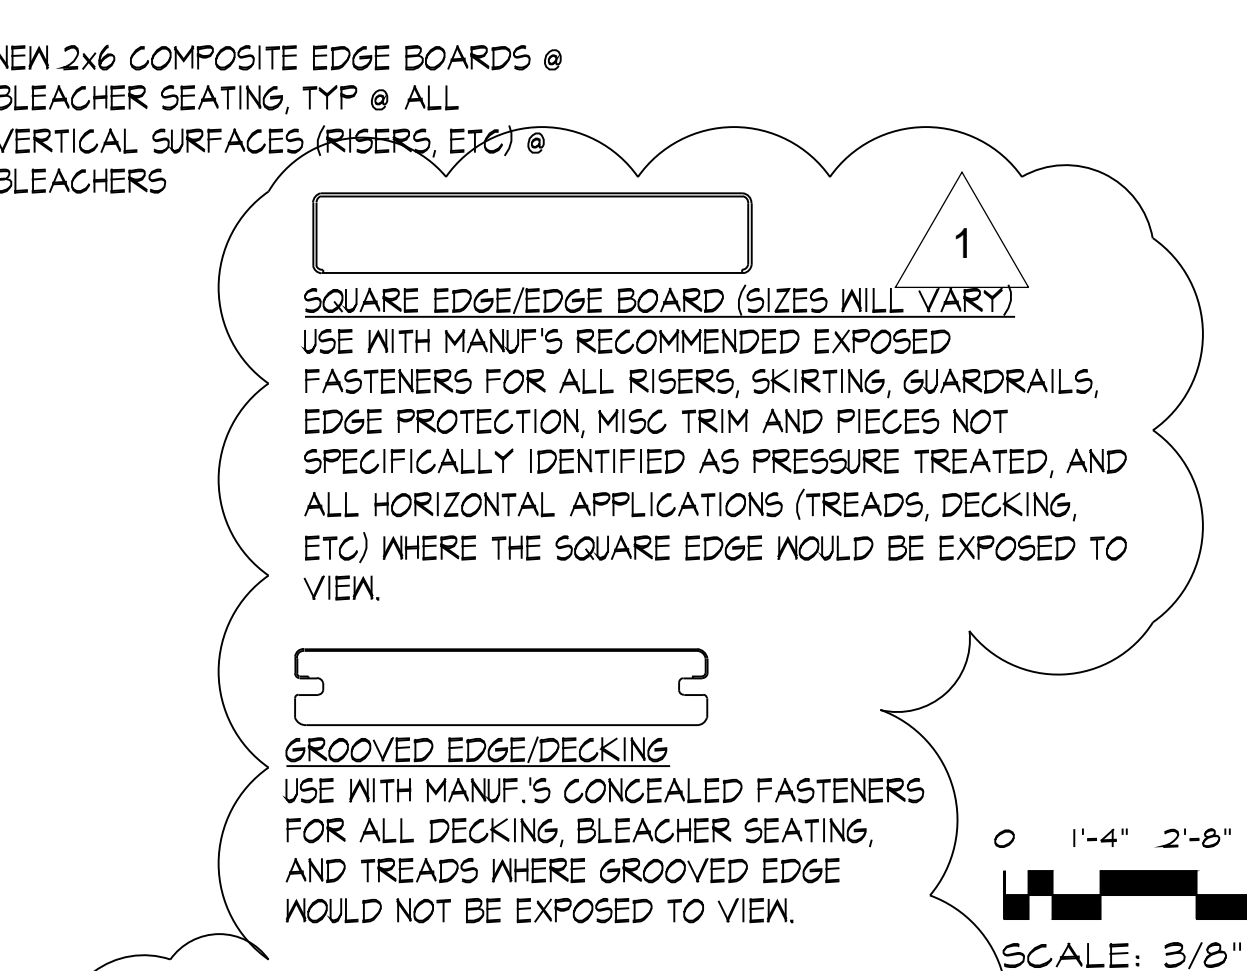 NEW 2x6 COMPOSITE EDGE BOARDS @
BLEACHER SEATING, TYP @ ALL
VERTICAL SURFACES (RISERS, ETC) @
BLEACHERS
1
SQUARE EDGE/EDGE BOARD (SIZES WILL VARY)
USE WITH MANUF'S RECOMMENDED EXPOSED
FASTENERS FOR ALL RISERS, SKIRTING, GUARDRAILS,
EDGE PROTECTION, MISC TRIM AND PIECES NOT
SPECIFICALLY IDENTIFIED AS PRESSURE TREATED, AND
ALL HORIZONTAL APPLICATIONS (TREADS, DECKING,
ETC) WHERE THE SQUARE EDGE WOULD BE EXPOSED TO
VIEW.
GROOVED EDGE/DECKING
USE WITH MANUF.'S CONCEALED FASTENERS
FOR ALL DECKING, BLEACHER SEATING,
AND TREADS WHERE GROOVED EDGE
WOULD NOT BE EXPOSED TO VIEW.
0 1'-4" 2'-8"
SCALE: 3/8"